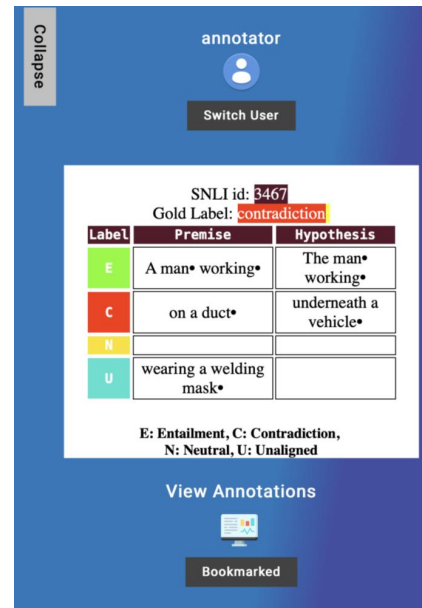 Collapse
annotator
Switch User
SNLI id: 3467
Gold Label: contradiction
Label Premise Hypothesis
E A man• working• The man• working•
C on a duct• underneath a vehicle•
N
U wearing a welding mask•
E: Entailment, C: Contradiction,
N: Neutral, U: Unaligned
View Annotations
Bookmarked